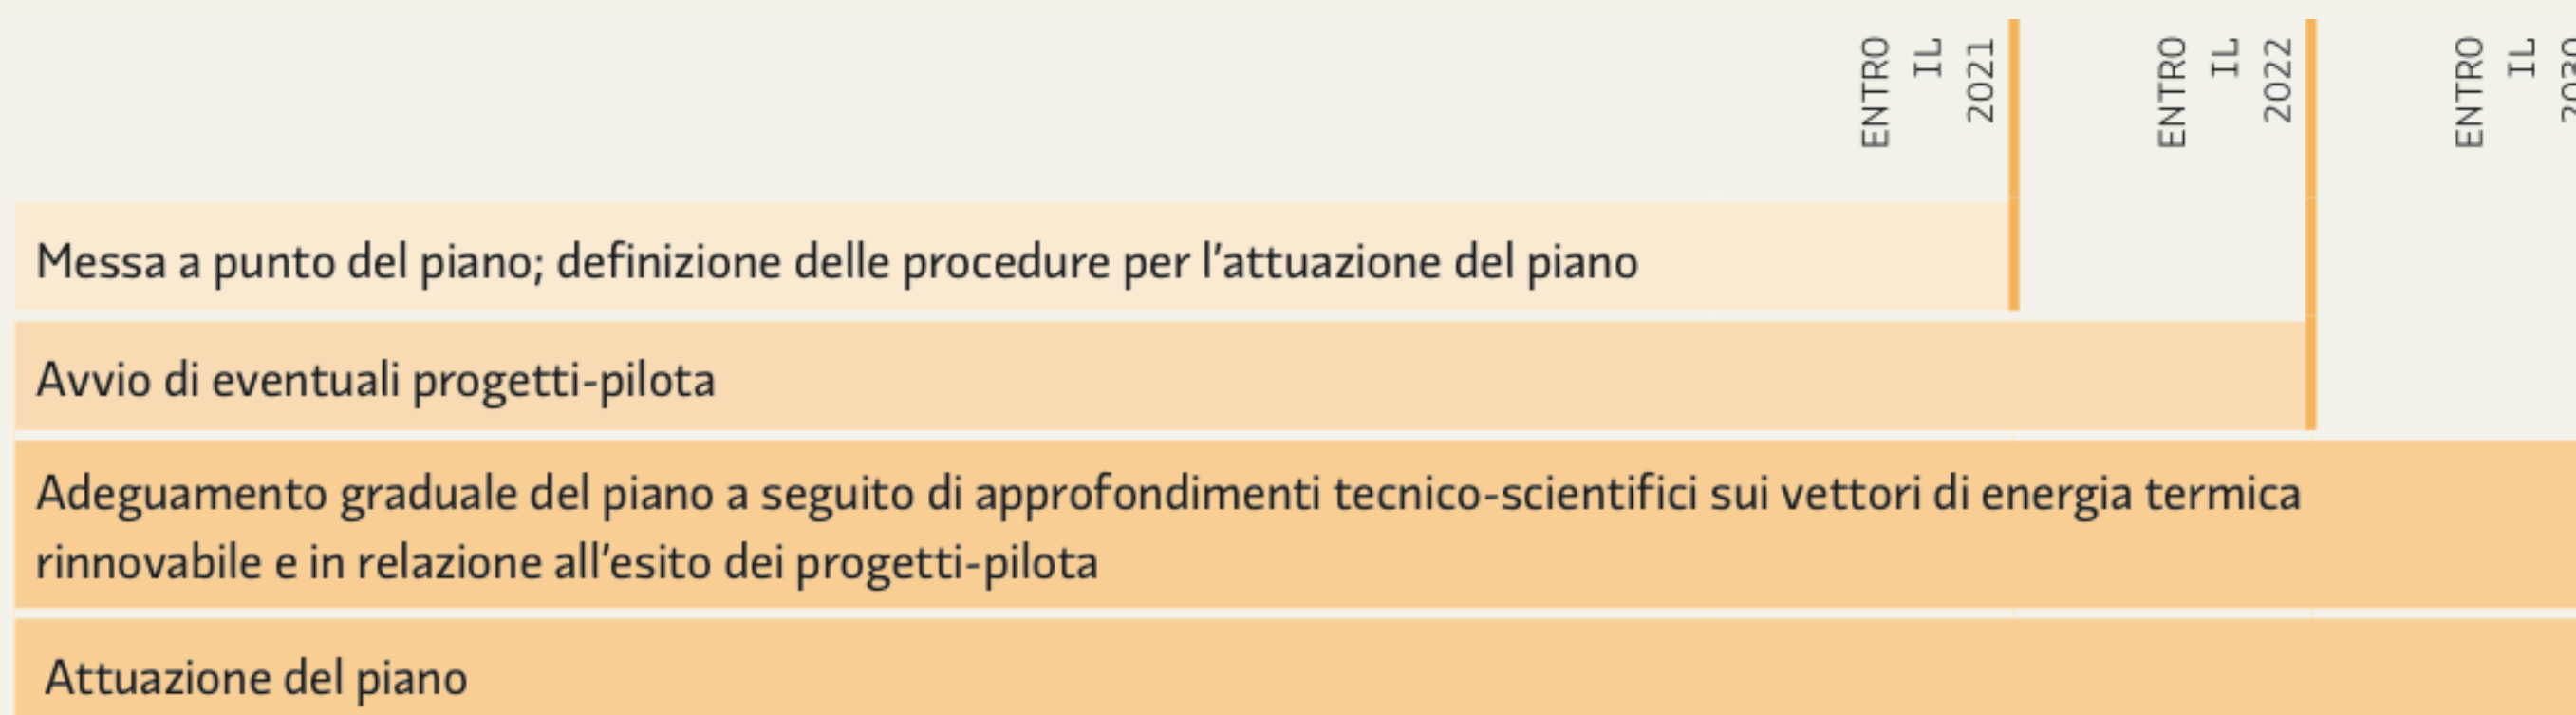 ENTRO
IL
2021
ENTRO
IL
2022
ENTRO
IL
Messa a punto del piano; definizione delle procedure per l’attuazione del piano
Avvio di eventuali progetti-pilota
Adeguamento graduale del piano a seguito di approfondimenti tecnico-scientifici sui vettori di energia termica
rinnovabile e in relazione all’esito dei progetti-pilota
Attuazione del piano